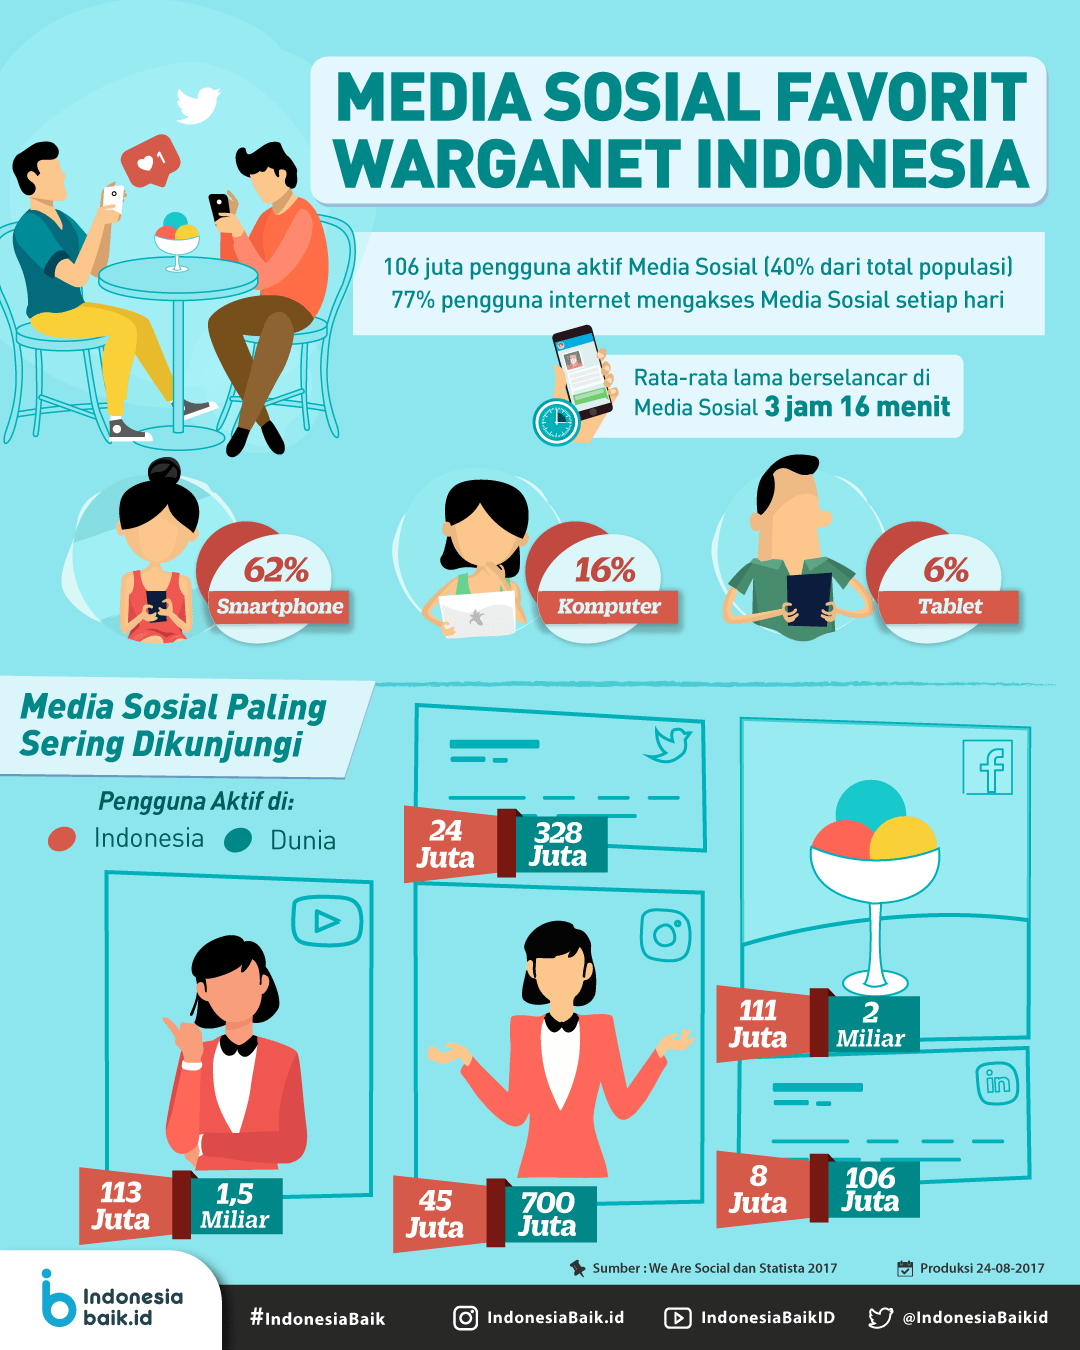 MEDIA SOSIAL FAVORIT
WARGANET INDONESIA
1
106 juta pengguna aktif Media Sosial (40% dari total populasi)
77% pengguna internet mengakses Media Sosial setiap hari
Rata-rata lama berselancar di
Media Sosial 3 jam 16 menit
62%
Smartphone
16%
Komputer
6%
Tablet
Media Sosial Paling
Sering Dikunjungi
Pengguna Aktif di:
Indonesia
Dunia
24
Juta
328
Juta
f
111
Juta
2
Miliar
113
Juta
1,5
Miliar
45
Juta
700
Juta
in
8
Juta
106
Juta
Sumber : We Are Social dan Statista 2017
Produksi 24-08-2017
Indonesia
baik.id
#IndonesiaBaik
IndonesiaBaik.id
IndonesiaBaikID
@IndonesiaBaikid